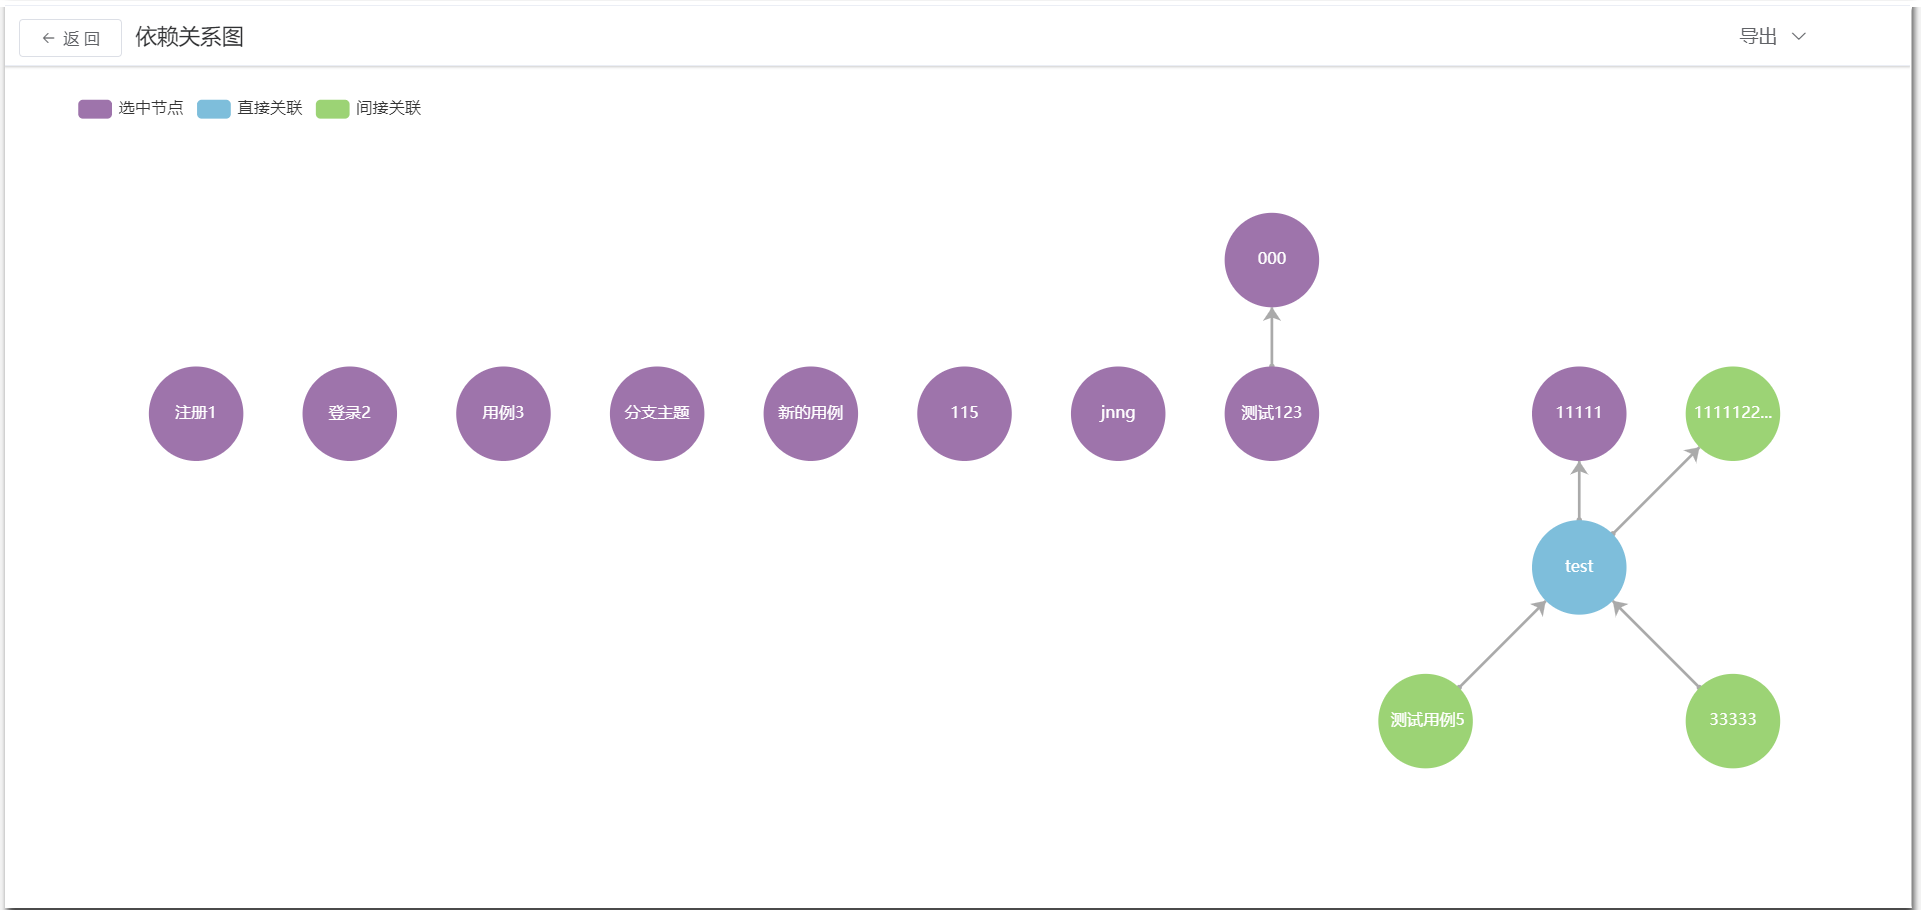 返 回
依赖关系图
导出
选中节点
直接关联
间接关联
000
注册1
登录2
用例3
分支主题
新的用例
115
jnng
测试123
11111
1111122...
test
测试用例5
33333